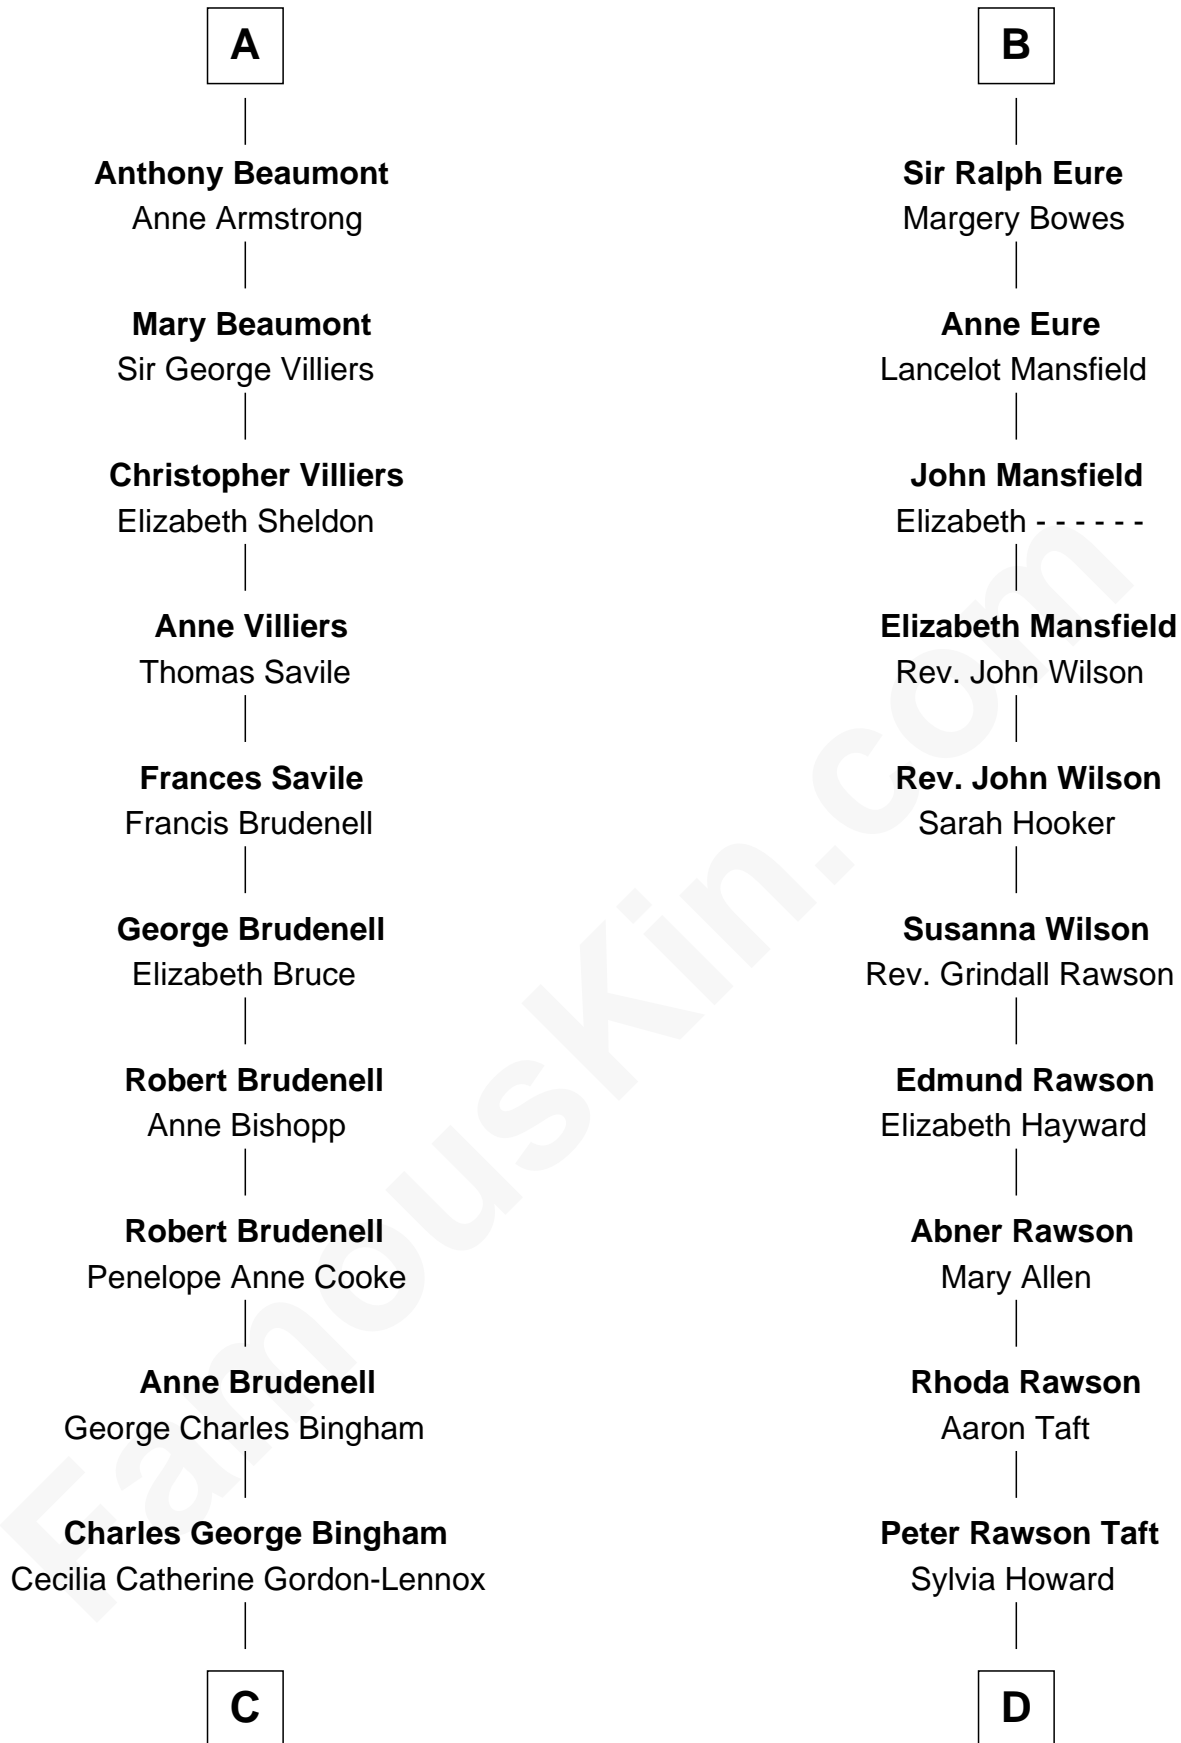 A
Anthony Beaumont
Anne Armstrong
Mary Beaumont
Sir George Villiers
Christopher Villiers
Elizabeth Sheldon
Anne Villiers
Thomas Savile
Frances Savile
Francis Brudenell
George Brudenell
Elizabeth Bruce
Robert Brudenell
Anne Bishopp
Robert Brudenell
Penelope Anne Cooke
Anne Brudenell
George Charles Bingham
Charles George Bingham
Cecilia Catherine Gordon-Lennox
C
B
Sir Ralph Eure
Margery Bowes
Anne Eure
Lancelot Mansfield
John Mansfield
Elizabeth - - - - - -
Elizabeth Mansfield
Rev. John Wilson
Rev. John Wilson
Sarah Hooker
Susanna Wilson
Rev. Grindall Rawson
Edmund Rawson
Elizabeth Hayward
Abner Rawson
Mary Allen
Rhoda Rawson
Aaron Taft
Peter Rawson Taft
Sylvia Howard
D
FamousKin.com